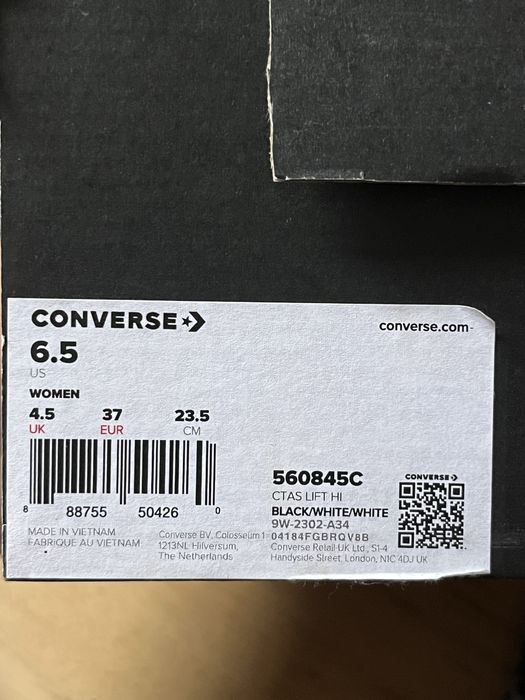 CONVERSE
converse.com
6.5
US
WOMEN
4.5 37 23.5
UK EUR CM
8 88755 50426 0
560845C
CTAS LIFT HI
BLACK/WHITE/WHITE
9W-2302-A34
04184FGBRQV8B
CONVERSE
MADE IN VIETNAM
FABRIQUE AU VIETNAM
Converse BV, Colosseum 1
1213NL Hilversum,
The Netherlands
Converse Retail UK Ltd., S1-4
Handyside Street, London, N1C 4DJ UK